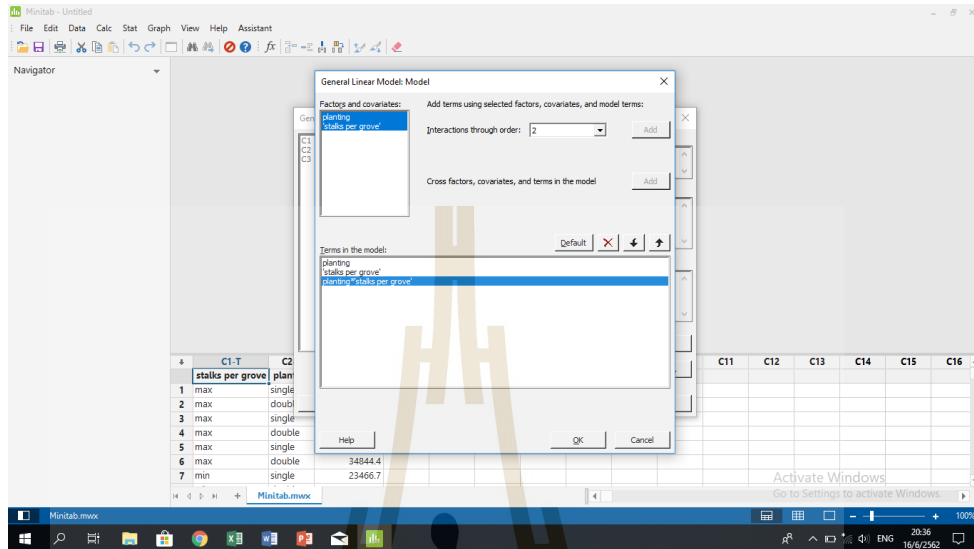 Minitab - Untitled
File Edit Data Calc Stat Graph View Help Assistant
Navigator
General Linear Model: Model
Gen
C1
C2
C3
Factors and covariates:
planting
'stalks per grove'
Add terms using selected factors, covariates, and model terms:
Interactions through order: 2 Add
Cross factors, covariates, and terms in the model Add
Default
Terms in the model:
planting
'stalks per grove'
planting*'stalks per grove'
Help OK Cancel
C1-T C2 C11 C12 C13 C14 C15 C16
stalks per grove plan
1 max single
2 max doubl
3 max single
4 max double
5 max single
6 max double 34844.4
7 min single 23466.7
Activate Windows
Go to Settings to activate Windows.
Minitab.mwx
Minitab.mwx 100%
ENG 20:36
16/6/2562